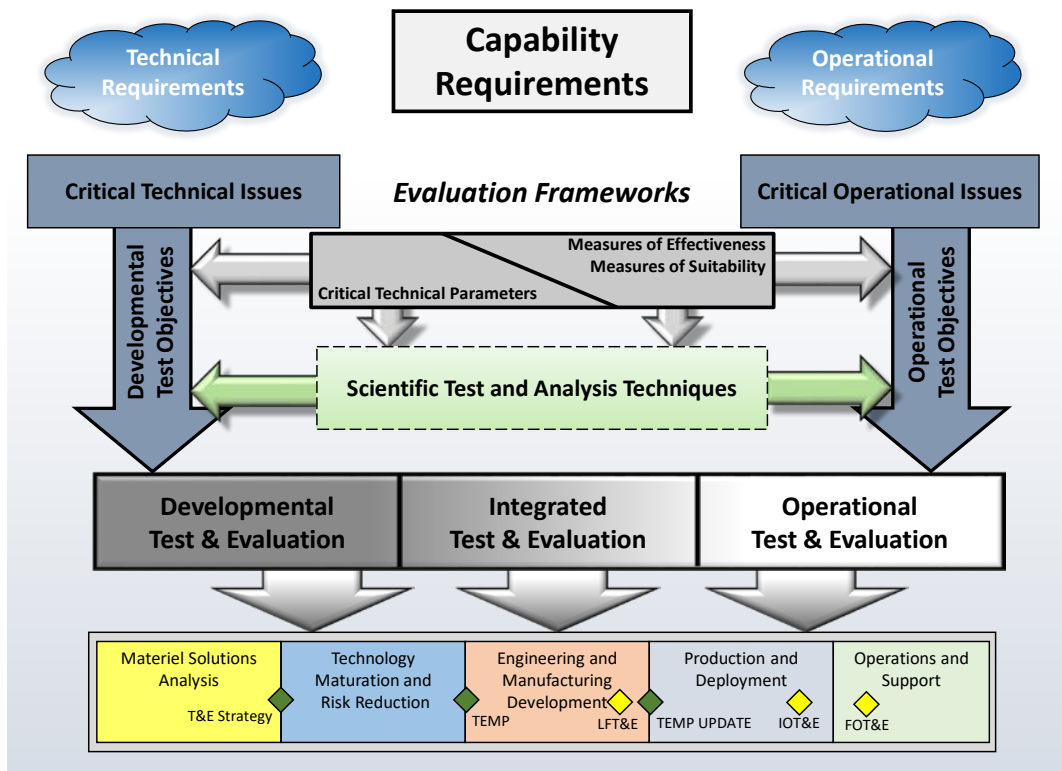 Technical
Requirements
Capability
Requirements
Operational
Requirements
Critical Technical Issues
Evaluation Frameworks
Critical Operational Issues
Developmental
Test Objectives
Measures of Effectiveness
Measures of Suitability
Critical Technical Parameters
Operational
Test Objectives
Scientific Test and Analysis Techniques
Developmental
Test & Evaluation
Integrated
Test & Evaluation
Operational
Test & Evaluation
Materiel Solutions
Analysis
T&E Strategy
Technology
Maturation and
Risk Reduction
TEMP
Engineering and
Manufacturing
Development
LFT&E
Production and
Deployment
TEMP UPDATE
IOT&E
Operations and
Support
FOT&E